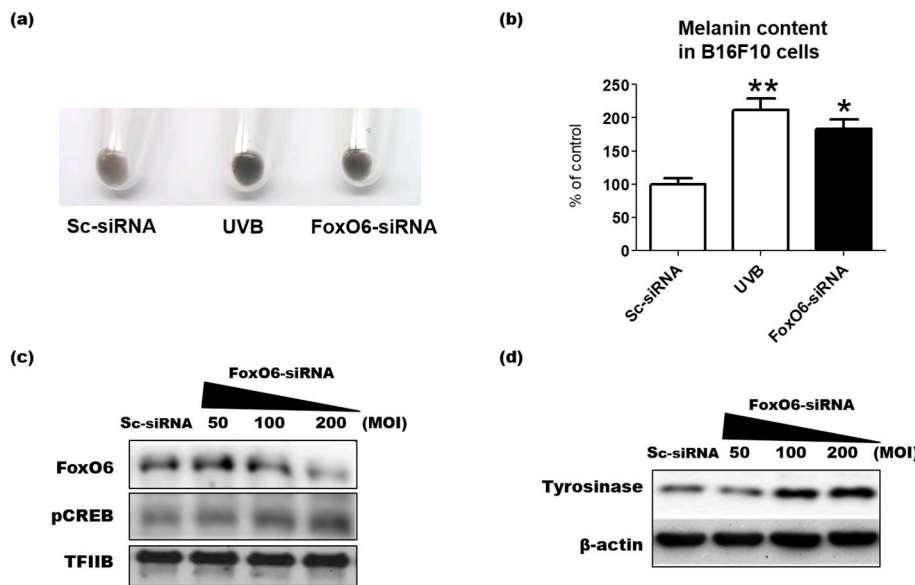 (a)
Sc-siRNA UVB FoxO6-siRNA
(b)
Melanin content
in B16F10 cells
% of control
250
200
150
100
50
0
Sc-siRNA
UVB
FoxO6-siRNA
**
*
(c)
FoxO6-siRNA
Sc-siRNA 50 100 200 (MOI)
FoxO6
pCREB
TFIIB
(d)
FoxO6-siRNA
Sc-siRNA 50 100 200 (MOI)
Tyrosinase
β-actin